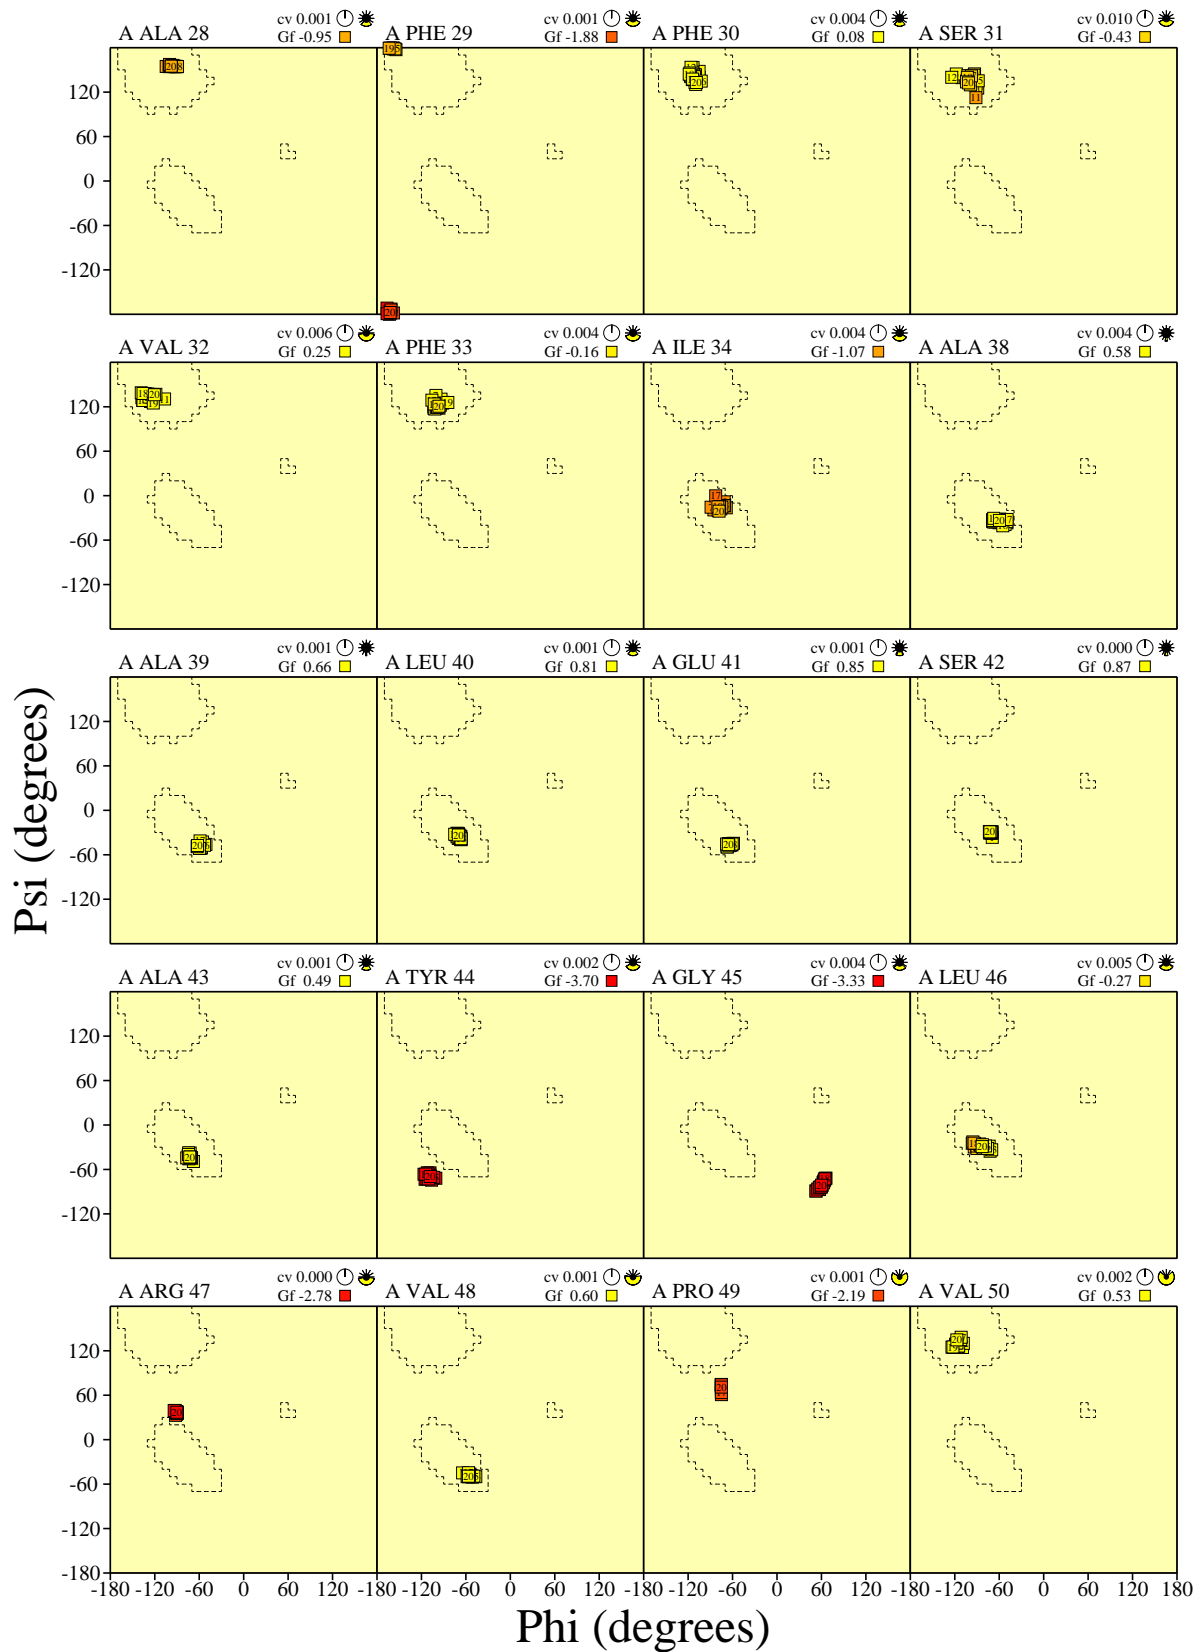 cv 0.001 cv 0.001 cv 0.004 cv 0.010
A ALA 28 Gf -0.95 A PHE 29 Gf -1.88 A PHE 30 Gf 0.08 A SER 31 Gf -0.43
120
60
0
-60
-120
cv 0.006 cv 0.004 cv 0.004 cv 0.004
A VAL 32 Gf 0.25 A PHE 33 Gf -0.16 A ILE 34 Gf -1.07 A ALA 38 Gf 0.58
120
60
0
-60
-120
cv 0.001 cv 0.001 cv 0.001 cv 0.000
A ALA 39 Gf 0.66 A LEU 40 Gf 0.81 A GLU 41 Gf 0.85 A SER 42 Gf 0.87
120
60
0
-60
-120
Psi (degrees)
cv 0.001 cv 0.002 cv 0.004 cv 0.005
A ALA 43 Gf 0.49 A TYR 44 Gf -3.70 A GLY 45 Gf -3.33 A LEU 46 Gf -0.27
120
60
0
-60
-120
cv 0.000 cv 0.001 cv 0.001 cv 0.002
A ARG 47 Gf -2.78 A VAL 48 Gf 0.60 A PRO 49 Gf -2.19 A VAL 50 Gf 0.53
120
60
0
-60
-120
-180
-180 -120 -60 0 60 120 -180 -120 -60 0 60 120 -180 -120 -60 0 60 120 -180 -120 -60 0 60 120 180
Phi (degrees)